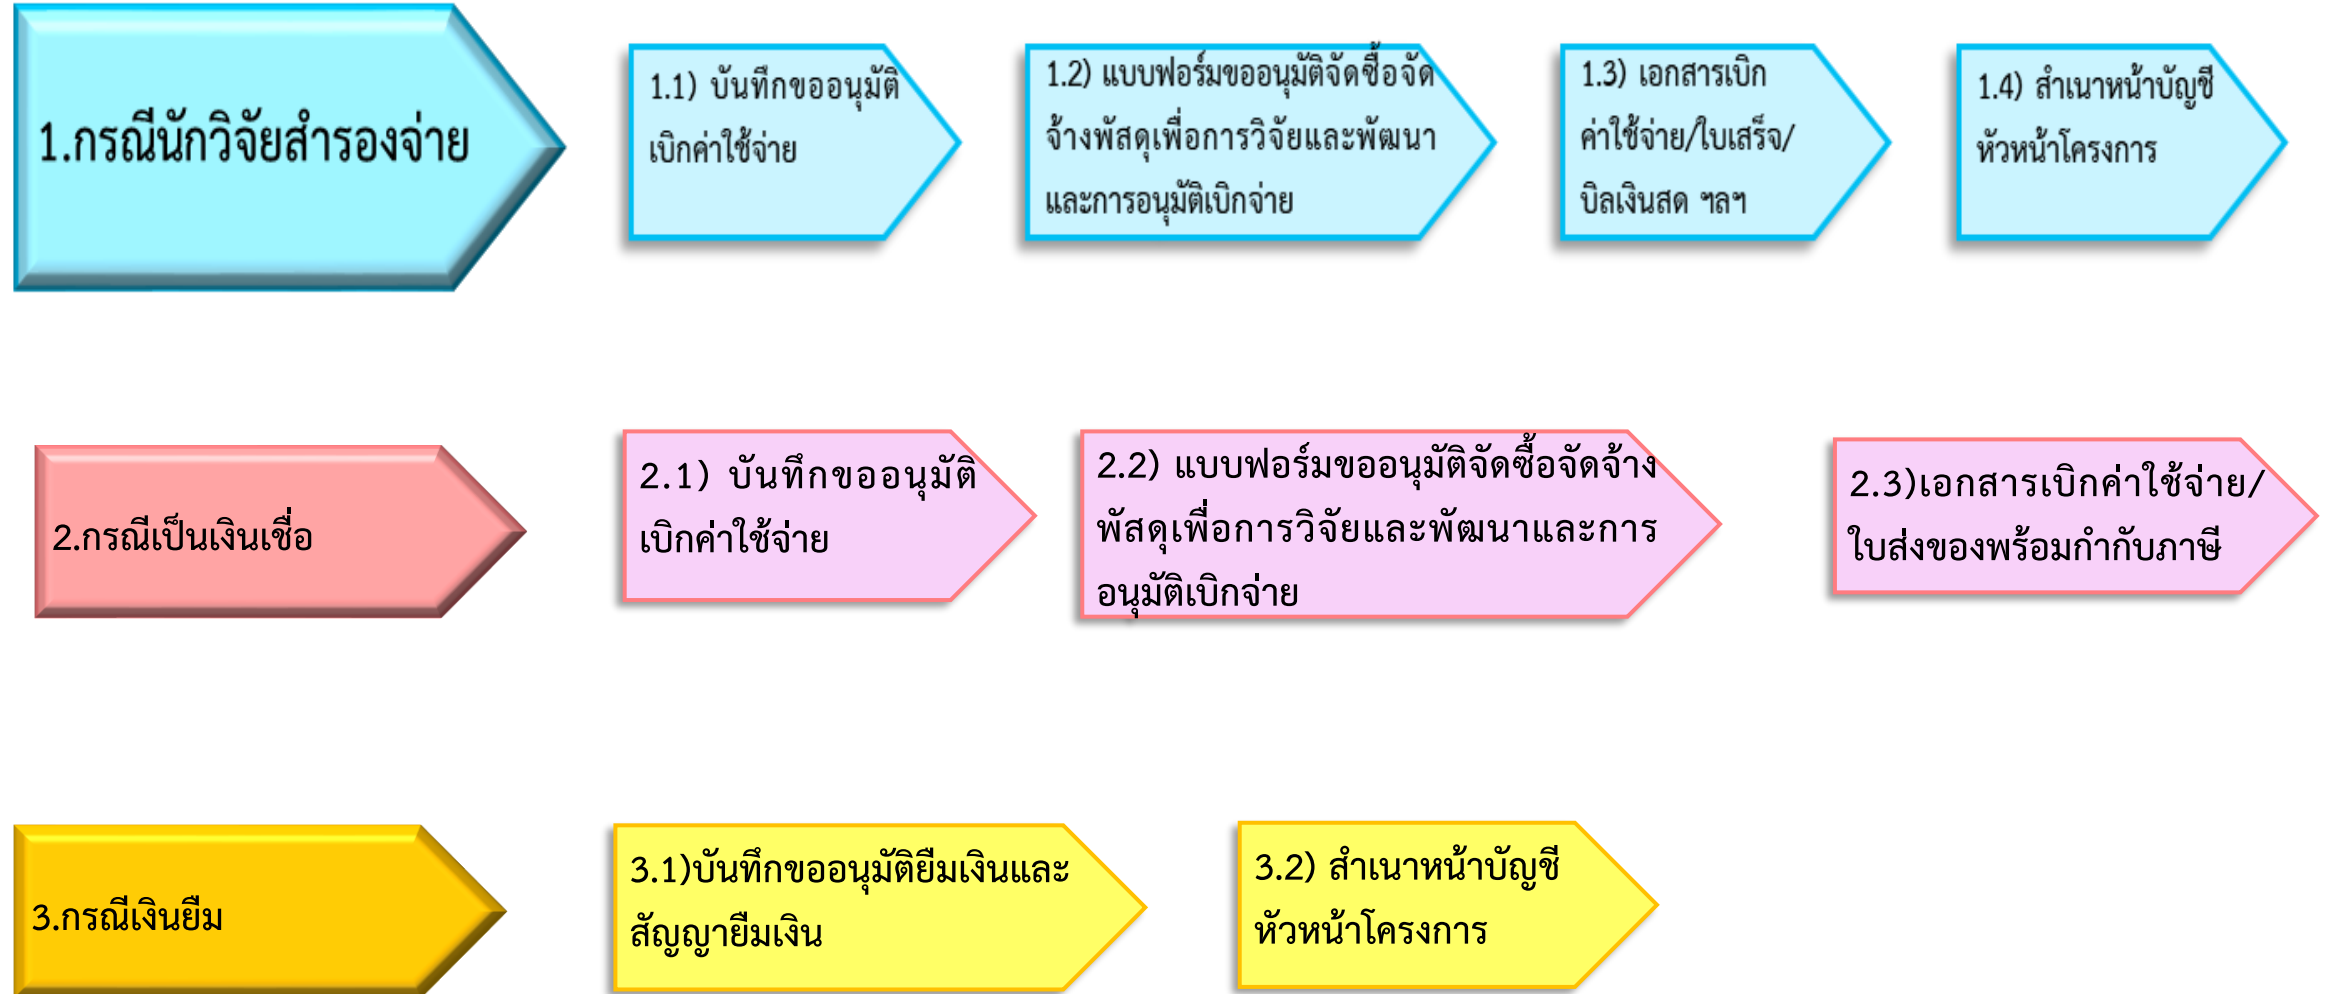 1.กรณีนักวิจัยสำรองจ่าย
1.1) บันทึกขออนุมัติ
เบิกค่าใช้จ่าย
1.2) แบบฟอร์มขออนุมัติจัดซื้อจัด
จ้างพัสดุเพื่อการวิจัยและพัฒนา
และการอนุมัติเบิกจ่าย
1.3) เอกสารเบิก
ค่าใช้จ่าย/ใบเสร็จ/
บิลเงินสด ฯลฯ
1.4) สำเนาหน้าบัญชี
หัวหน้าโครงการ
2.กรณีเป็นเงินเชื่อ
2.1) บันทึกขออนุมัติ
เบิกค่าใช้จ่าย
2.2) แบบฟอร์มขออนุมัติจัดซื้อจัดจ้าง
พัสดุเพื่อการวิจัยและพัฒนาและการ
อนุมัติเบิกจ่าย
2.3)เอกสารเบิกค่าใช้จ่าย/
ใบส่งของพร้อมกำกับภาษี
3.กรณีเงินยืม
3.1)บันทึกขออนุมัติยืมเงินและ
สัญญายืมเงิน
3.2) สำเนาหน้าบัญชี
หัวหน้าโครงการ